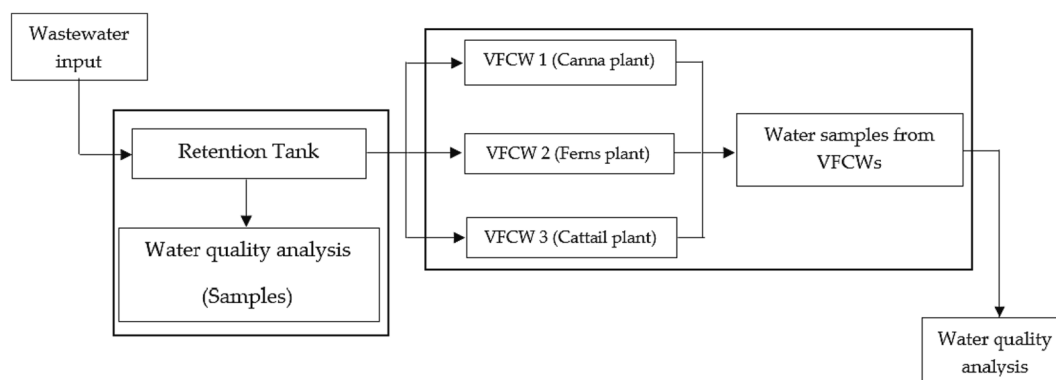 Wastewater
input
Retention Tank
Water quality analysis
(Samples)
VFCW 1 (Canna plant)
VFCW 2 (Ferns plant)
VFCW 3 (Cattail plant)
Water samples from
VFCWs
Water quality
analysis